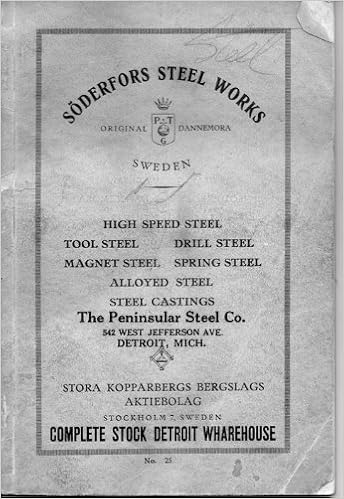 Steel
SÖDERFORS STEEL WORKS
ORIGINAL DANNEMORA
P T
G
SWEDEN
HIGH SPEED STEEL
TOOL STEEL DRILL STEEL
MAGNET STEEL SPRING STEEL
ALLOYED STEEL
STEEL CASTINGS
The Peninsular Steel Co.
542 WEST JEFFERSON AVE.
DETROIT, MICH.
STORA KOPPARBERGS BERGSLAGS
AKTIEBOLAG
STOCKHOLM 7, SWEDEN
COMPLETE STOCK DETROIT WHAREHOUSE
No. 25